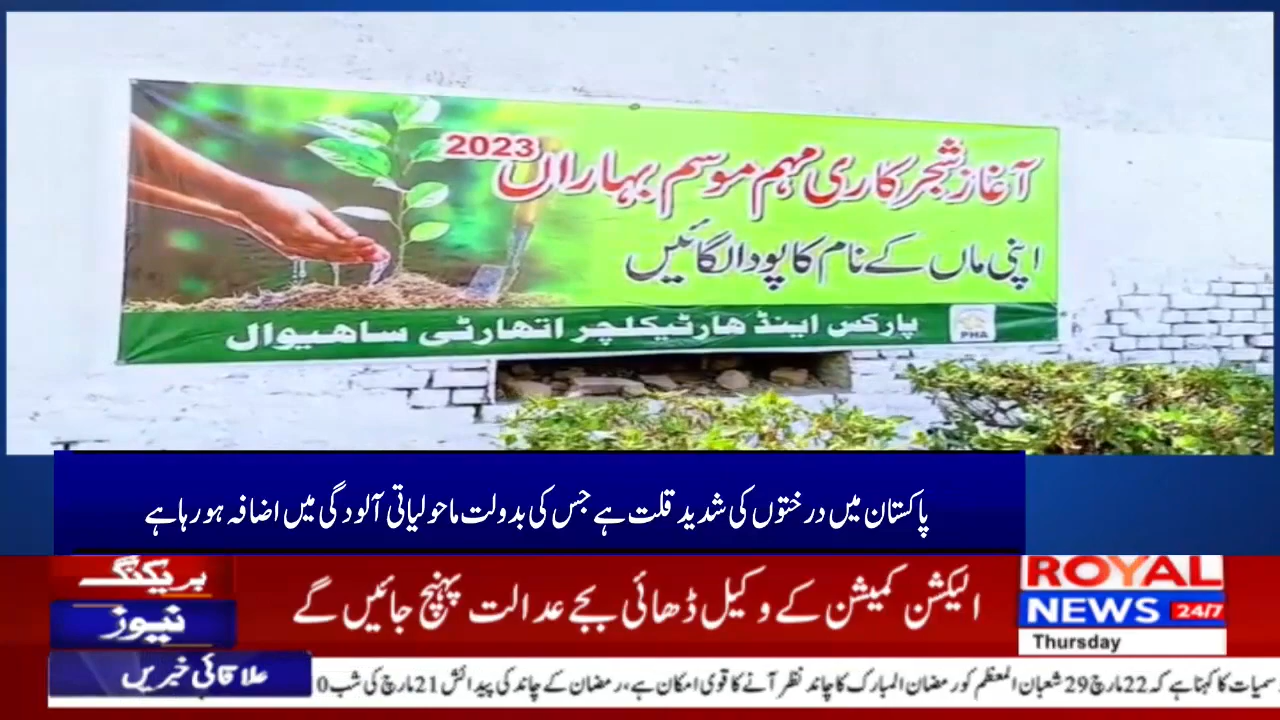 آغاز شجرکاری مہم موسم بہاراں 2023
اپنی ماں کے نام کا پودا لگائیں
پارکس اینڈ ھارٹیکلچر اتھارٹی ساھیوال
PHA
پاکستان میں درختوں کی شدید قلت ہے جس کی بدولت ماحولیاتی آلودگی میں اضافہ ہو رہا ہے
بریکنگ
نیوز
الیکشن کمیشن کے وکیل ڈھائی بجے عدالت پہنچ جائیں گے
ROYAL
NEWS 24/7
Thursday
علاقائی خبریں
سمیات کا کہنا ہے کہ 22 مارچ 29 شعبان المعظم کو رمضان المبارک کا چاند نظر آنے کا قوی امکان ہے، رمضان کے چاند کی پیدائش 21 مارچ کی شب 0